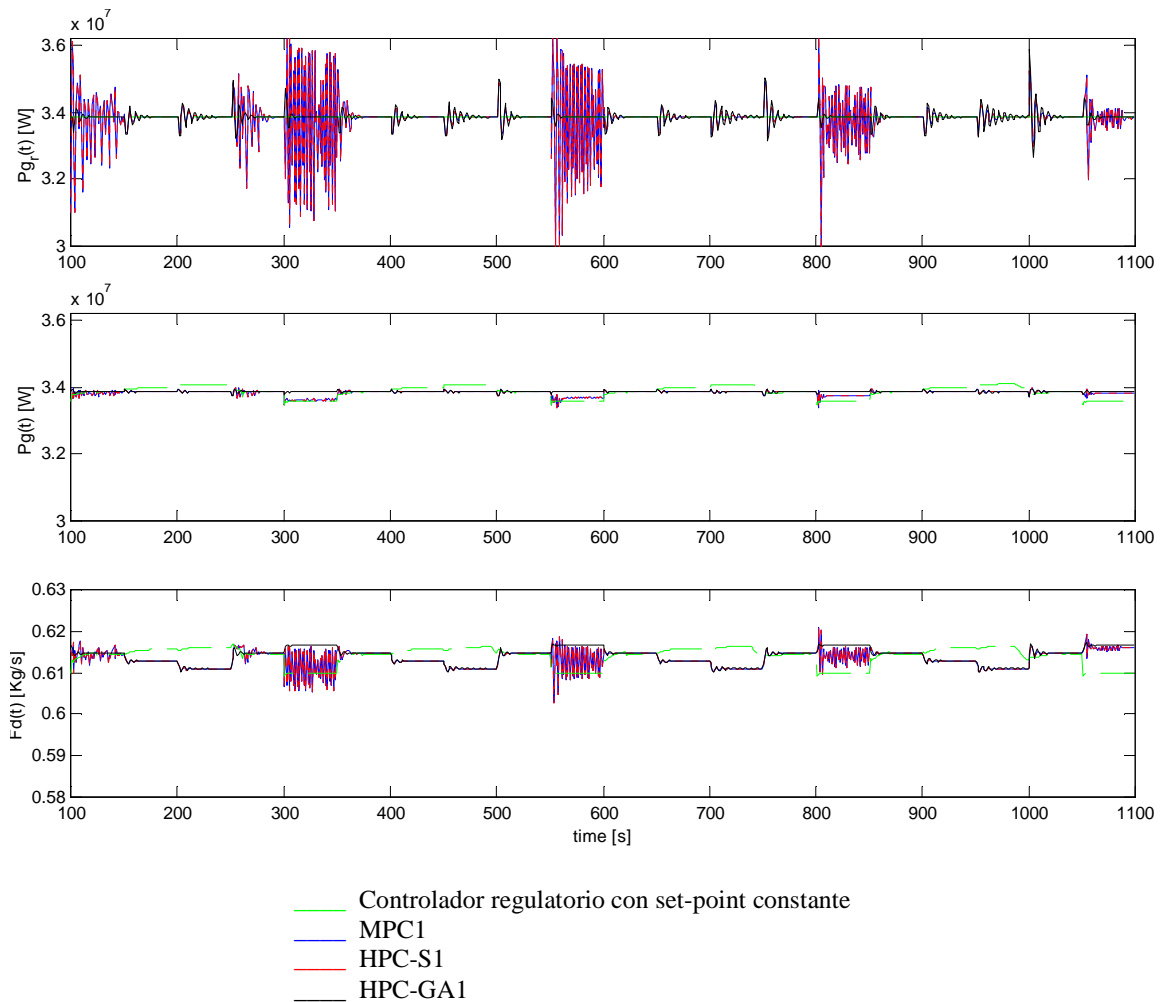 x 10^7
3.6
3.4
3.2
3
Pg_r(t) [W]
100 200 300 400 500 600 700 800 900 1000 1100
x 10^7
3.6
3.4
3.2
3
Pg(t) [W]
100 200 300 400 500 600 700 800 900 1000 1100
0.63
0.62
0.61
0.6
0.59
0.58
Fd(t) [Kg/s]
100 200 300 400 500 600 700 800 900 1000 1100
time [s]
Controlador regulatorio con set-point constante
MPC1
HPC-S1
HPC-GA1